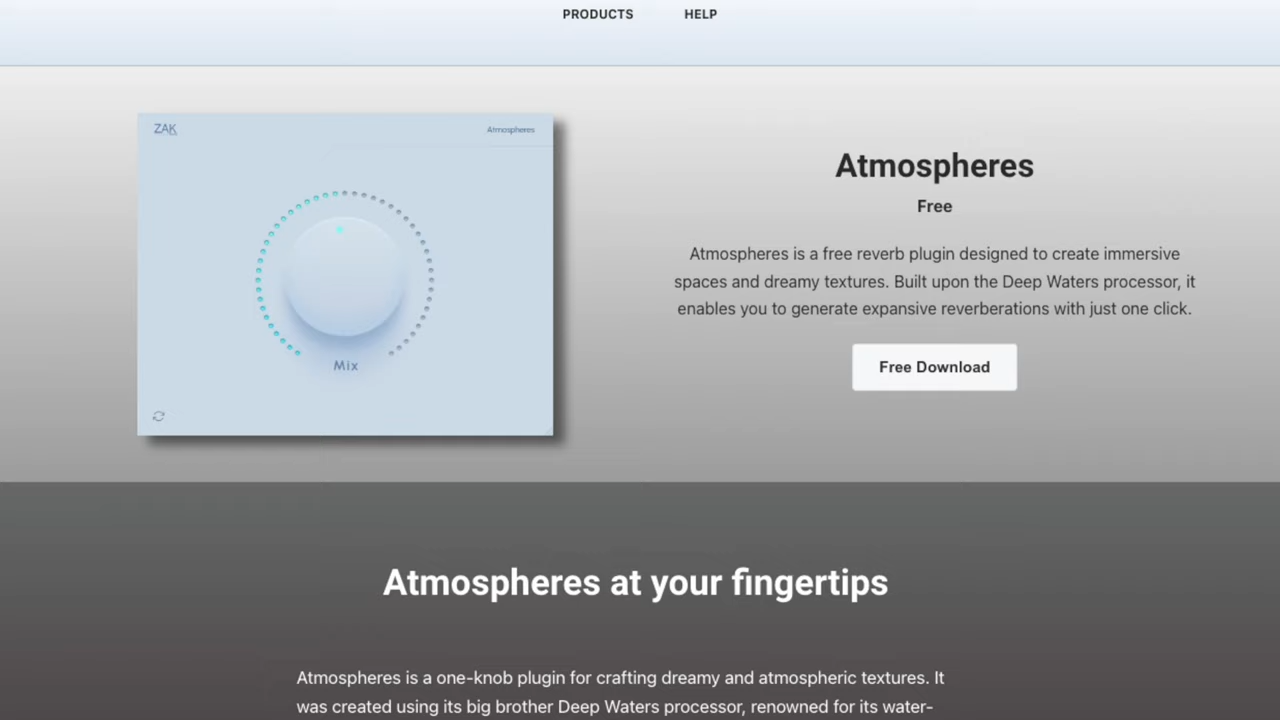 PRODUCTS HELP
ZAK
Atmospheres
Mix
Atmospheres
Free
Atmospheres is a free reverb plugin designed to create immersive
spaces and dreamy textures. Built upon the Deep Waters processor, it
enables you to generate expansive reverberations with just one click.
Free Download
Atmospheres at your fingertips
Atmospheres is a one-knob plugin for crafting dreamy and atmospheric textures. It
was created using its big brother Deep Waters processor, renowned for its water-